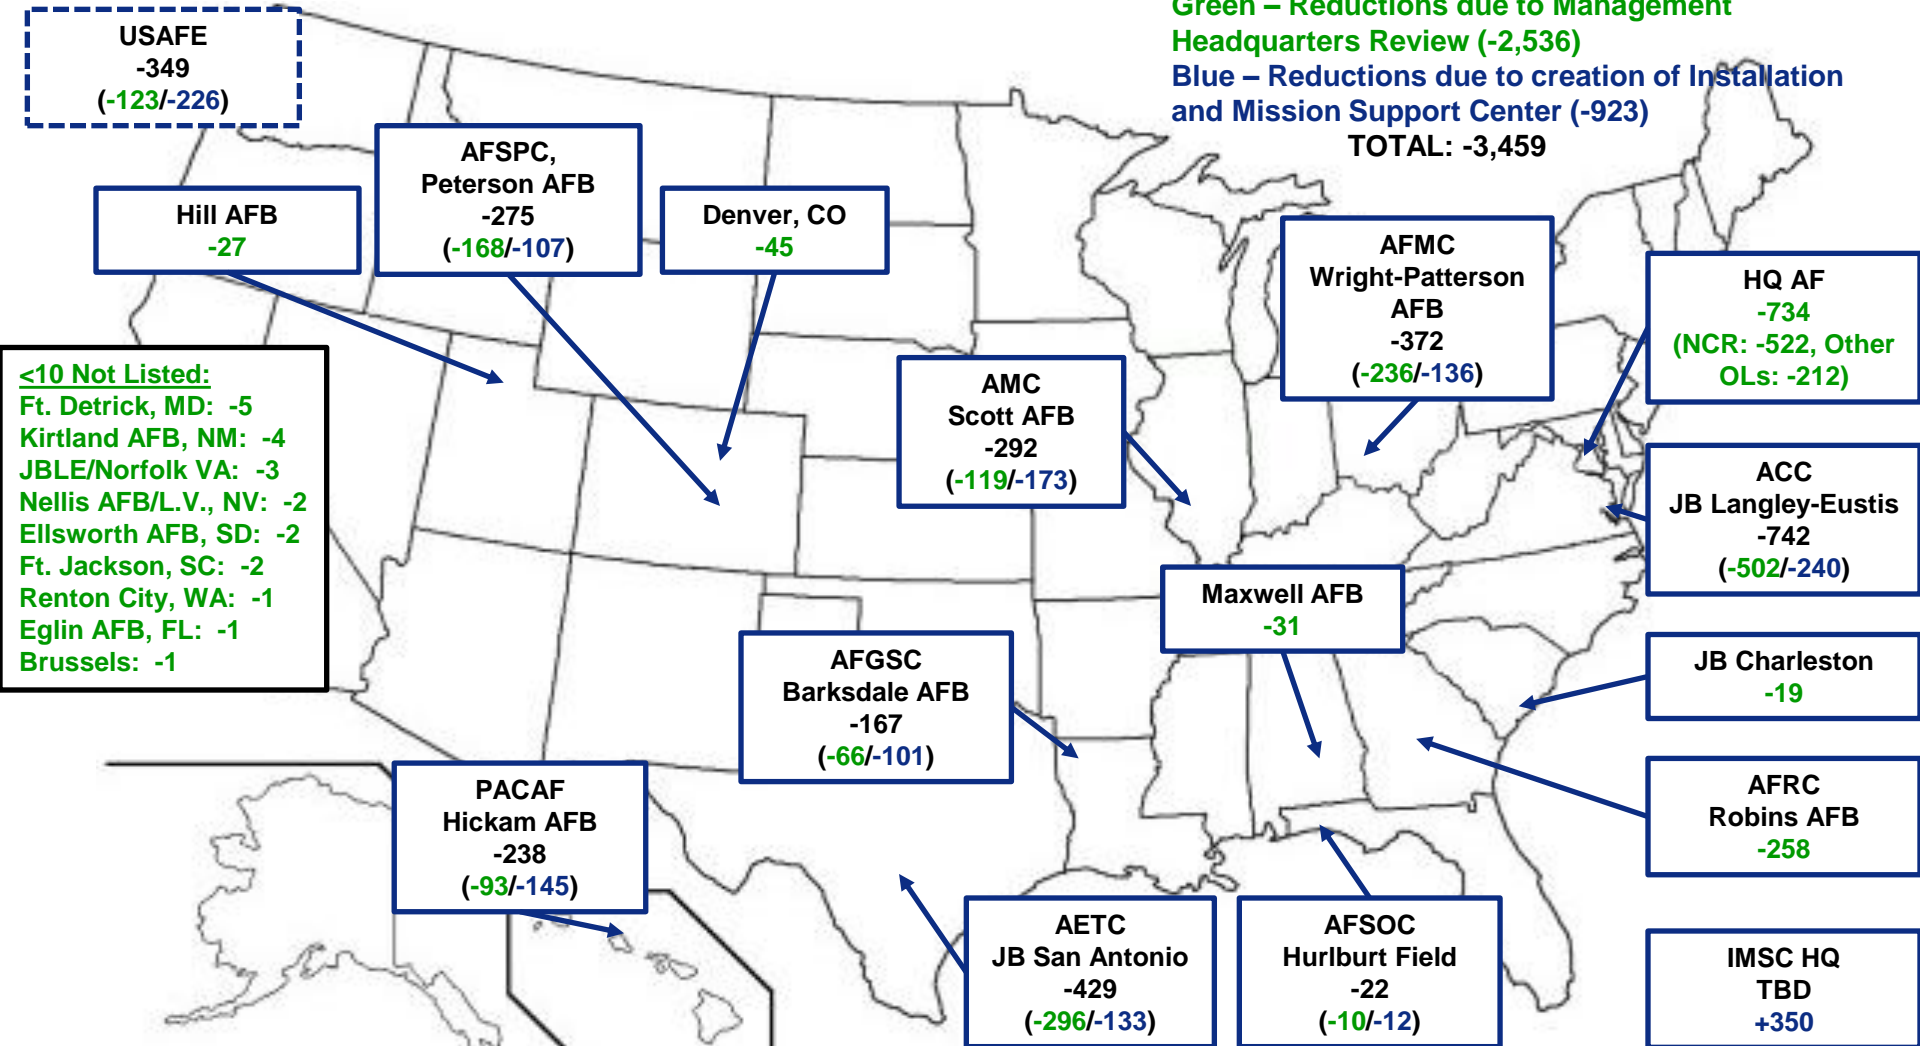 Green – Reductions due to Management
Headquarters Review (-2,536)
Blue – Reductions due to creation of Installation
and Mission Support Center (-923)
TOTAL: -3,459
USAFE
-349
(-123/-226)
AFSPC,
Peterson AFB
-275
(-168/-107)
Hill AFB
-27
Denver, CO
-45
AFMC
Wright-Patterson
AFB
-372
(-236/-136)
HQ AF
-734
(NCR: -522, Other
OLs: -212)
<10 Not Listed:
Ft. Detrick, MD: -5
Kirtland AFB, NM: -4
JBLE/Norfolk VA: -3
Nellis AFB/L.V., NV: -2
Ellsworth AFB, SD: -2
Ft. Jackson, SC: -2
Renton City, WA: -1
Eglin AFB, FL: -1
Brussels: -1
AMC
Scott AFB
-292
(-119/-173)
ACC
JB Langley-Eustis
-742
(-502/-240)
Maxwell AFB
-31
AFGSC
Barksdale AFB
-167
(-66/-101)
JB Charleston
-19
PACAF
Hickam AFB
-238
(-93/-145)
AFRC
Robins AFB
-258
AETC
JB San Antonio
-429
(-296/-133)
AFSOC
Hurlburt Field
-22
(-10/-12)
IMSC HQ
TBD
+350